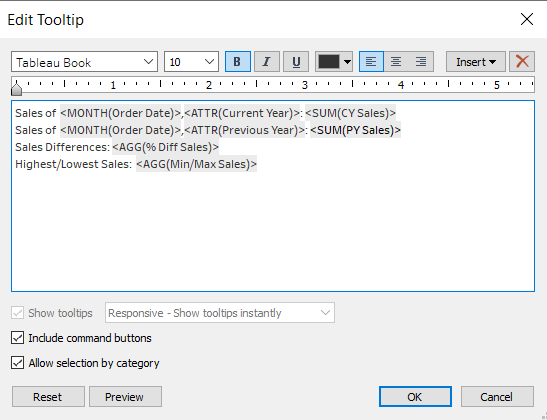 Edit Tooltip
Tableau Book 10 B I U Insert
1 2 3 4 5
Sales of <MONTH(Order Date)>,<ATTR(Current Year)>: <SUM(CY Sales)>
Sales of <MONTH(Order Date)>,<ATTR(Previous Year)>: <SUM(PY Sales)>
Sales Differences: <AGG(% Diff Sales)>
Highest/Lowest Sales: <AGG(Min/Max Sales)>
Show tooltips Responsive - Show tooltips instantly
Include command buttons
Allow selection by category
Reset Preview OK Cancel